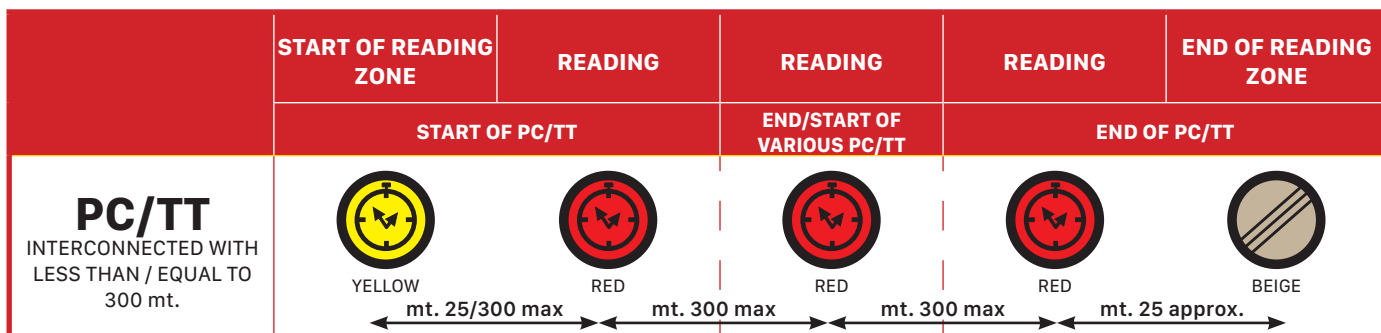 START OF READING
ZONE
READING
READING
READING
END OF READING
ZONE
START OF PC/TT
END/START OF
VARIOUS PC/TT
END OF PC/TT
PC/TT
INTERCONNECTED WITH
LESS THAN / EQUAL TO
300 mt.
YELLOW
RED
RED
RED
BEIGE
mt. 25/300 max
mt. 300 max
mt. 300 max
mt. 25 approx.